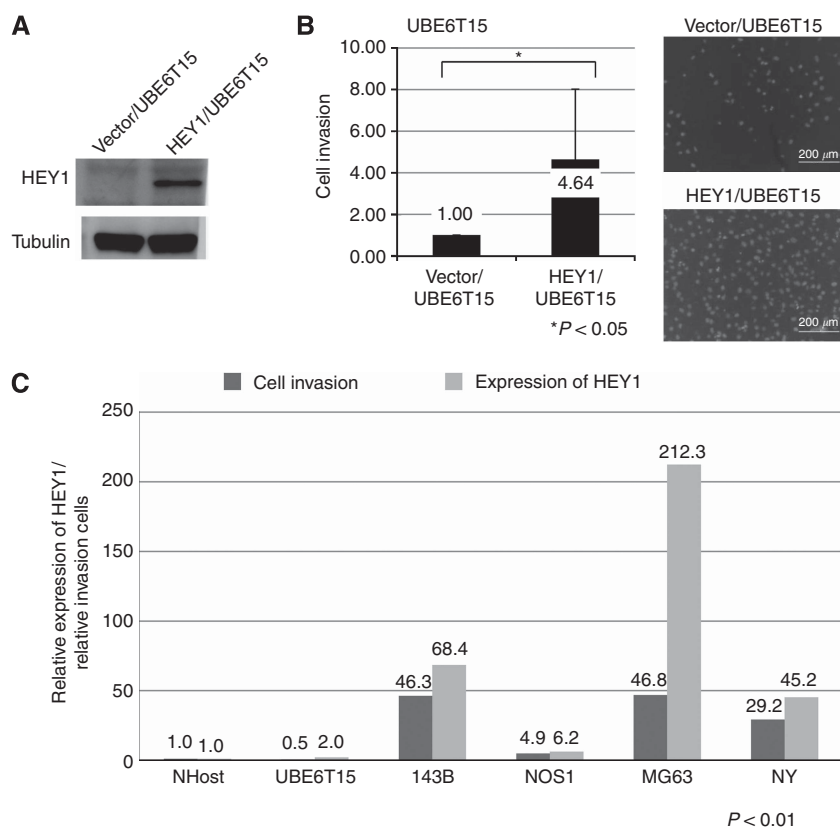 A
Vector/UBE6T15
HEY1/UBE6T15
HEY1
Tubulin
B
UBE6T15
Cell invasion
10.00
8.00
6.00
4.00
2.00
0.00
*
1.00
4.64
Vector/
UBE6T15
HEY1/
UBE6T15
*P < 0.05
Vector/UBE6T15
200 μm
HEY1/UBE6T15
200 μm
C
Cell invasion
Expression of HEY1
Relative expression of HEY1/
relative invasion cells
250
200
150
100
50
0
1.0 1.0
0.5 2.0
46.3
68.4
4.9 6.2
46.8
212.3
29.2
45.2
NHost
UBE6T15
143B
NOS1
MG63
NY
P < 0.01